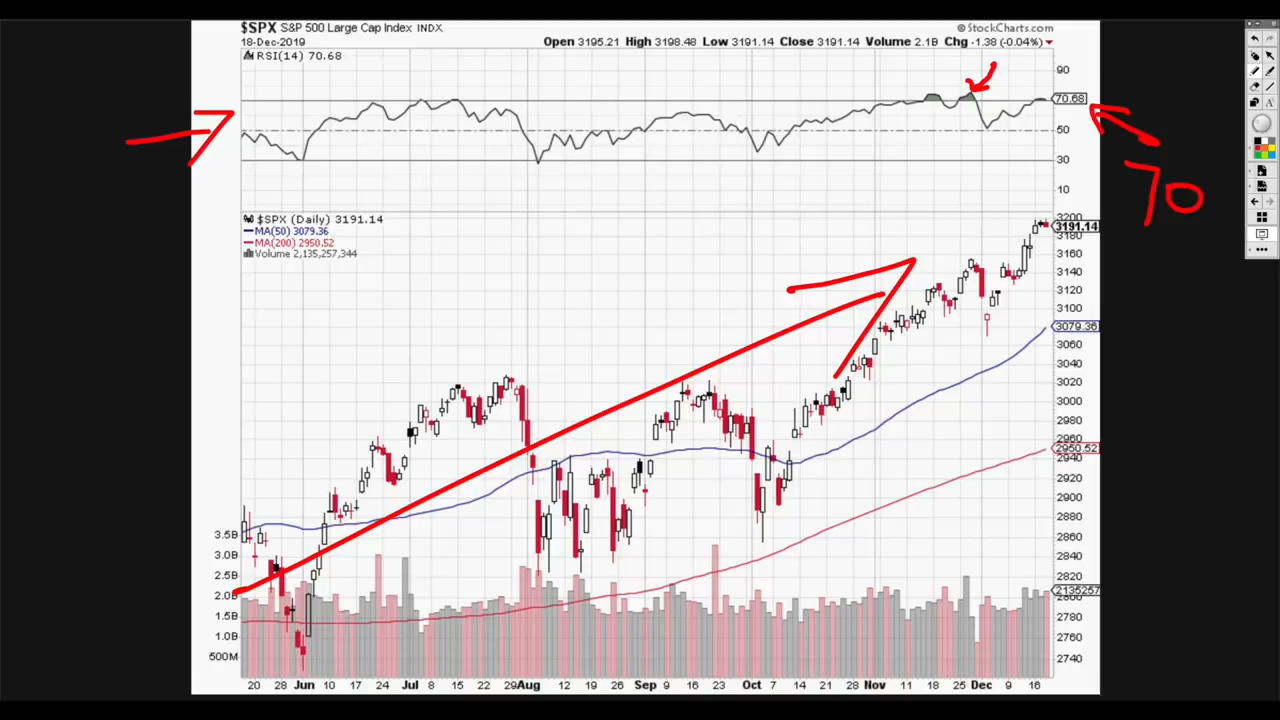 $SPX S&P 500 Large Cap Index INDX
© StockCharts.com
18-Dec-2019
Open 3195.21 High 3198.48 Low 3191.14 Close 3191.14 Volume 2.1B Chg -1.38 (-0.04%)
RSI(14) 70.68
90
70.68
50
30
10
70
$SPX (Daily) 3191.14
MA(50) 3079.36
MA(200) 2950.52
Volume 2,135,257,344
3200
3191.14
3180
3160
3140
3120
3100
3079.36
3060
3040
3020
3000
2980
2960
2950.52
2940
2920
2900
2880
2860
2840
2820
2135257
2800
2780
2760
2740
3.5B
3.0B
2.5B
2.0B
1.5B
1.0B
500M
20 28 Jun 10 17 24 Jul 8 15 22 29 Aug 12 19 26 Sep 9 16 23 Oct 7 14 21 28 Nov 11 18 25 Dec 9 16
A